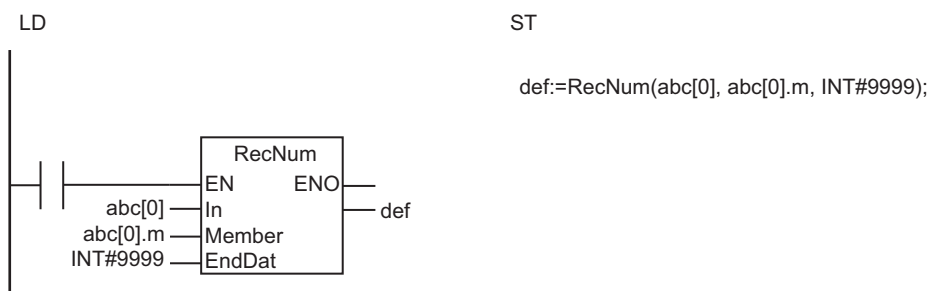 LD
ST
def:=RecNum(abc[0], abc[0].m, INT#9999);
RecNum
EN ENO
abc[0] In def
abc[0].m Member
INT#9999 EndDat